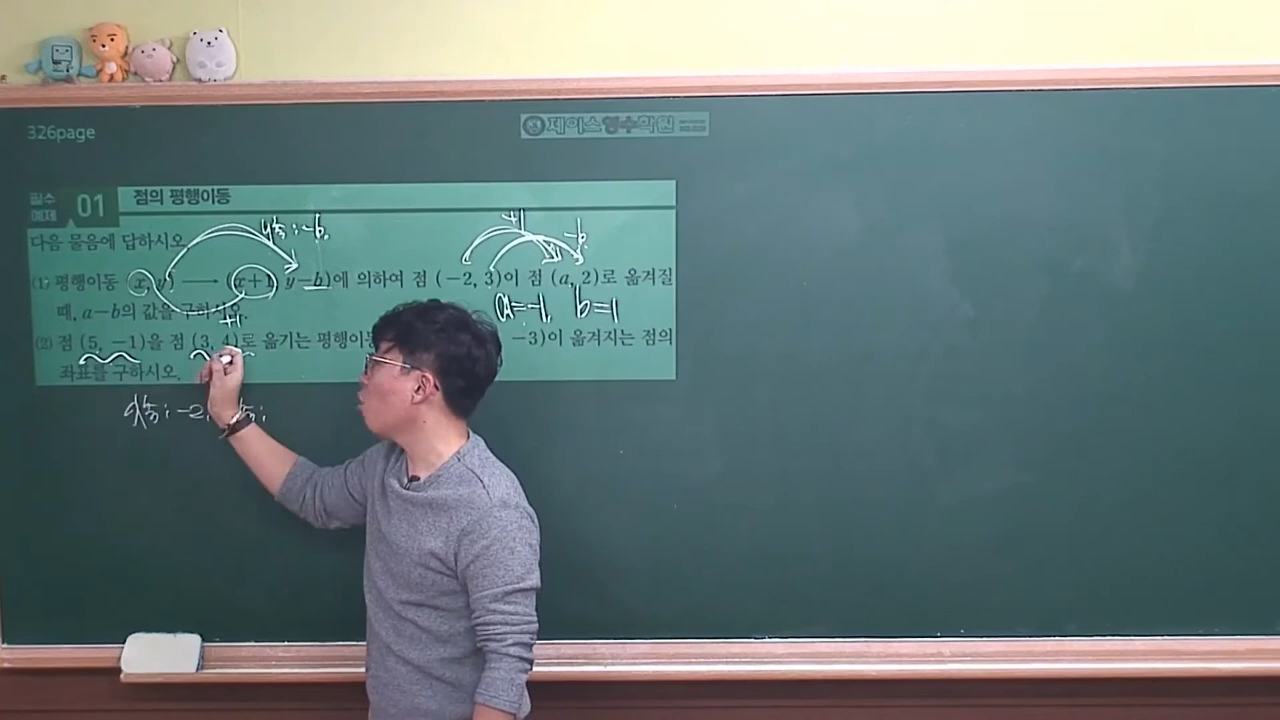 326page
제이스영수학원
필수 예제 01 점의 평행이동
다음 물음에 답하시오.
y축 : -b.
+1
-b
(1) 평행이동 (x, y) ⟶ (x+1, y−b)에 의하여 점 (−2, 3)이 점 (a, 2)로 옮겨질
때, a−b의 값을 구하시오.
+1
a=-1, b=1
(2) 점 (5, −1)을 점 (3, 4)로 옮기는 평행이동 −3)이 옮겨지는 점의
좌표를 구하시오.
x축 : -2, 축 :